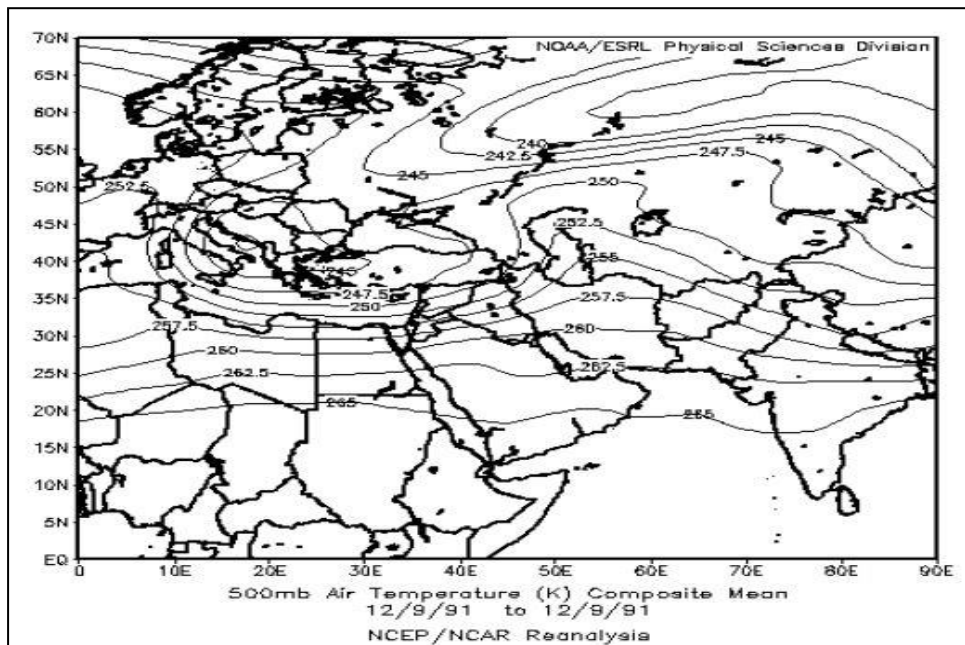 NOAA/ESRL Physical Sciences Division
70N
65N
60N
55N
50N
45N
40N
35N
30N
25N
20N
15N
10N
5N
EQ
240
242.5
245
245
247.5
252.5
250
252.5
255
245
247.5
250
257.5
257.5
260
260
262.5
262.5
265
265
0 10E 20E 30E 40E 50E 60E 70E 80E 90E
500mb Air Temperature (K) Composite Mean
12/9/91 to 12/9/91
NCEP/NCAR Reanalysis